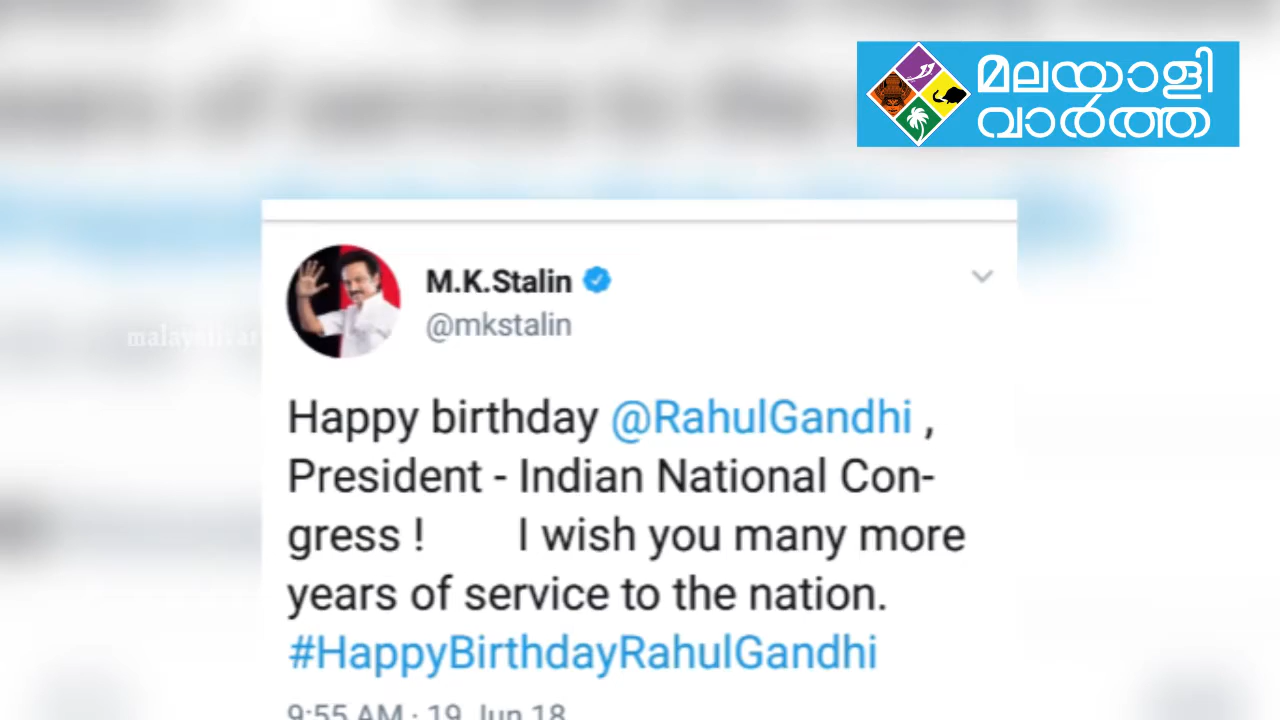 മലയാളി
വാർത്ത
M.K.Stalin
@mkstalin
Happy birthday @RahulGandhi ,
President - Indian National Con-
gress ! I wish you many more
years of service to the nation.
#HappyBirthdayRahulGandhi
9:55 AM · 19 Jun 18